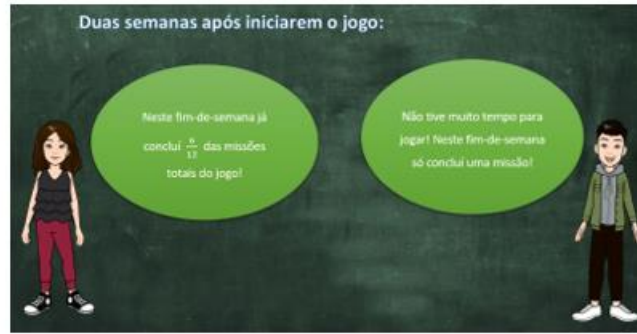 Duas semanas após iniciarem o jogo:
Neste fim-de-semana já
concluí 6/12 das missões
totais do jogo!
Não tive muito tempo para
jogar! Neste fim-de-semana
só concluí uma missão!